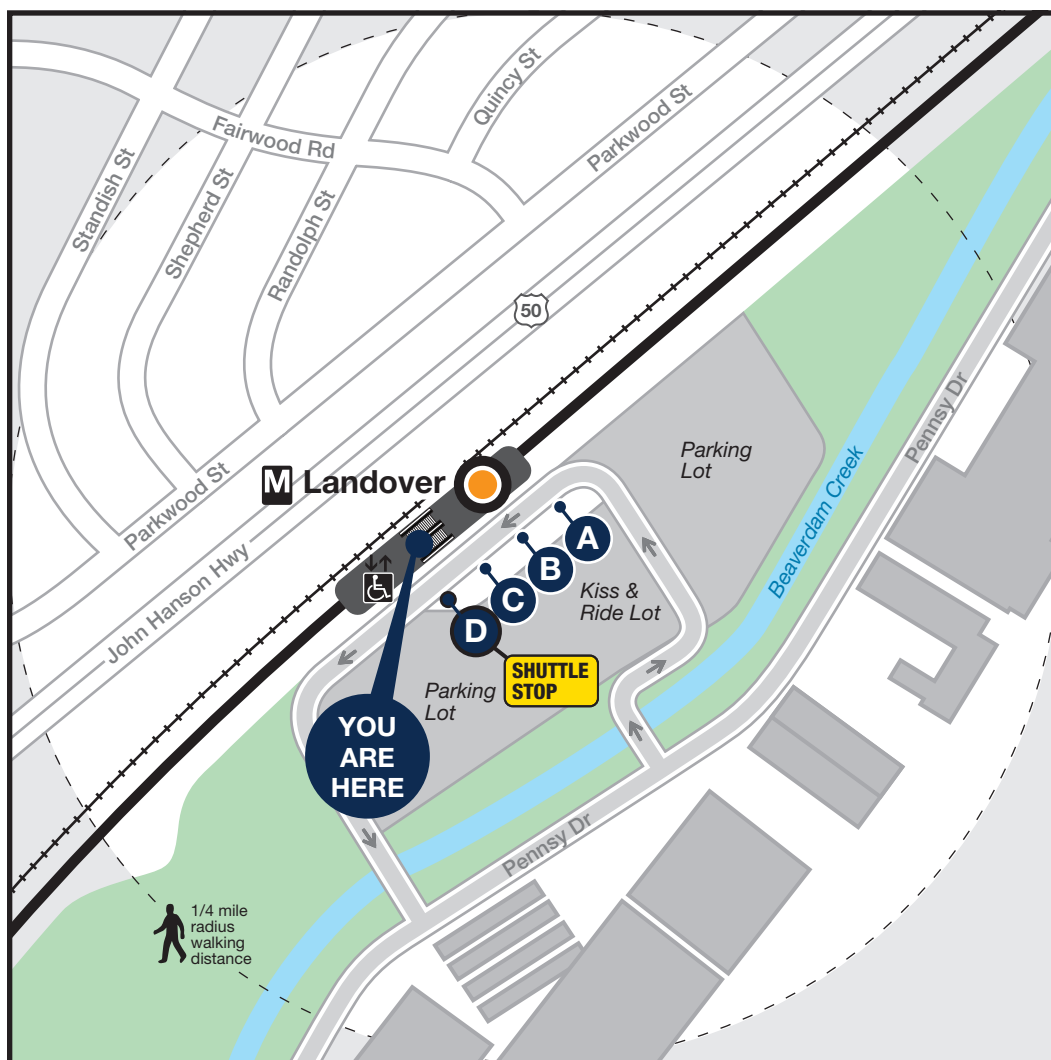 Quincy St
Parkwood St
Fairwood Rd
Standish St
Shepherd St
Randolph St
50
M Landover
Parking
Lot
Pennsy Dr
Beaverdam Creek
Parkwood St
John Hanson Hwy
A
B
C
D
Kiss &
Ride Lot
SHUTTLE
STOP
Parking
Lot
YOU
ARE
HERE
Pennsy Dr
1/4 mile
radius
walking
distance